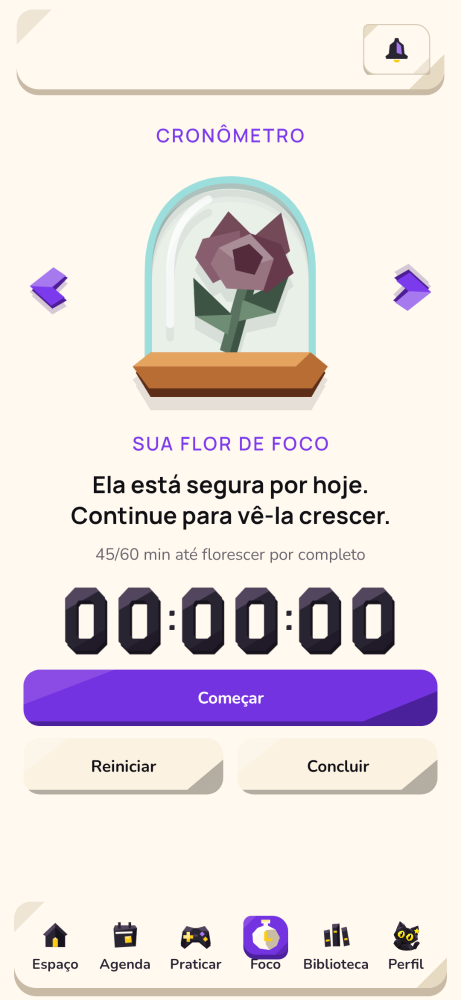 CRONÔMETRO
SUA FLOR DE FOCO
Ela está segura por hoje.
Continue para vê-la crescer.
45/60 min até florescer por completo
00:00:00
Começar
Reiniciar
Concluir
Espaço
Agenda
Praticar
Foco
Biblioteca
Perfil